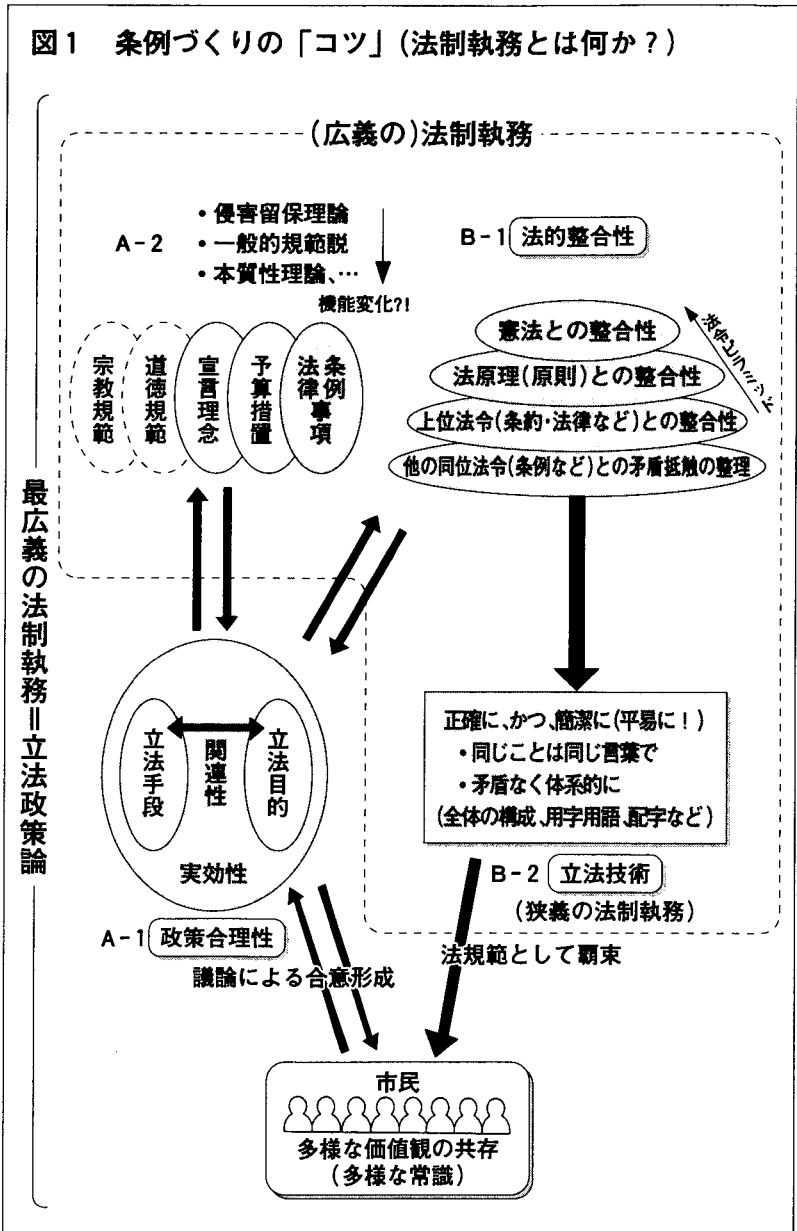 図1 条例づくりの「コツ」(法制執務とは何か?)
最広義の法制執務=立法政策論
(広義の)法制執務
A-2
・侵害留保理論
・一般的規範説
・本質性理論、…
機能変化?!
宗教規範
道徳規範
宣言理念
予算措置
条例
法律事項
B-1 法的整合性
法令ピラミッド
憲法との整合性
法原理(原則)との整合性
上位法令(条約・法律など)との整合性
他の同位法令(条例など)との矛盾抵触の整理
立法手段
関連性
立法目的
実効性
A-1 政策合理性
議論による合意形成
正確に、かつ、簡潔に(平易に!)
・同じことは同じ言葉で
・矛盾なく体系的に
(全体の構成、用字用語、配字など)
B-2 立法技術
(狭義の法制執務)
法規範として覇束
市民
多様な価値観の共存
(多様な常識)